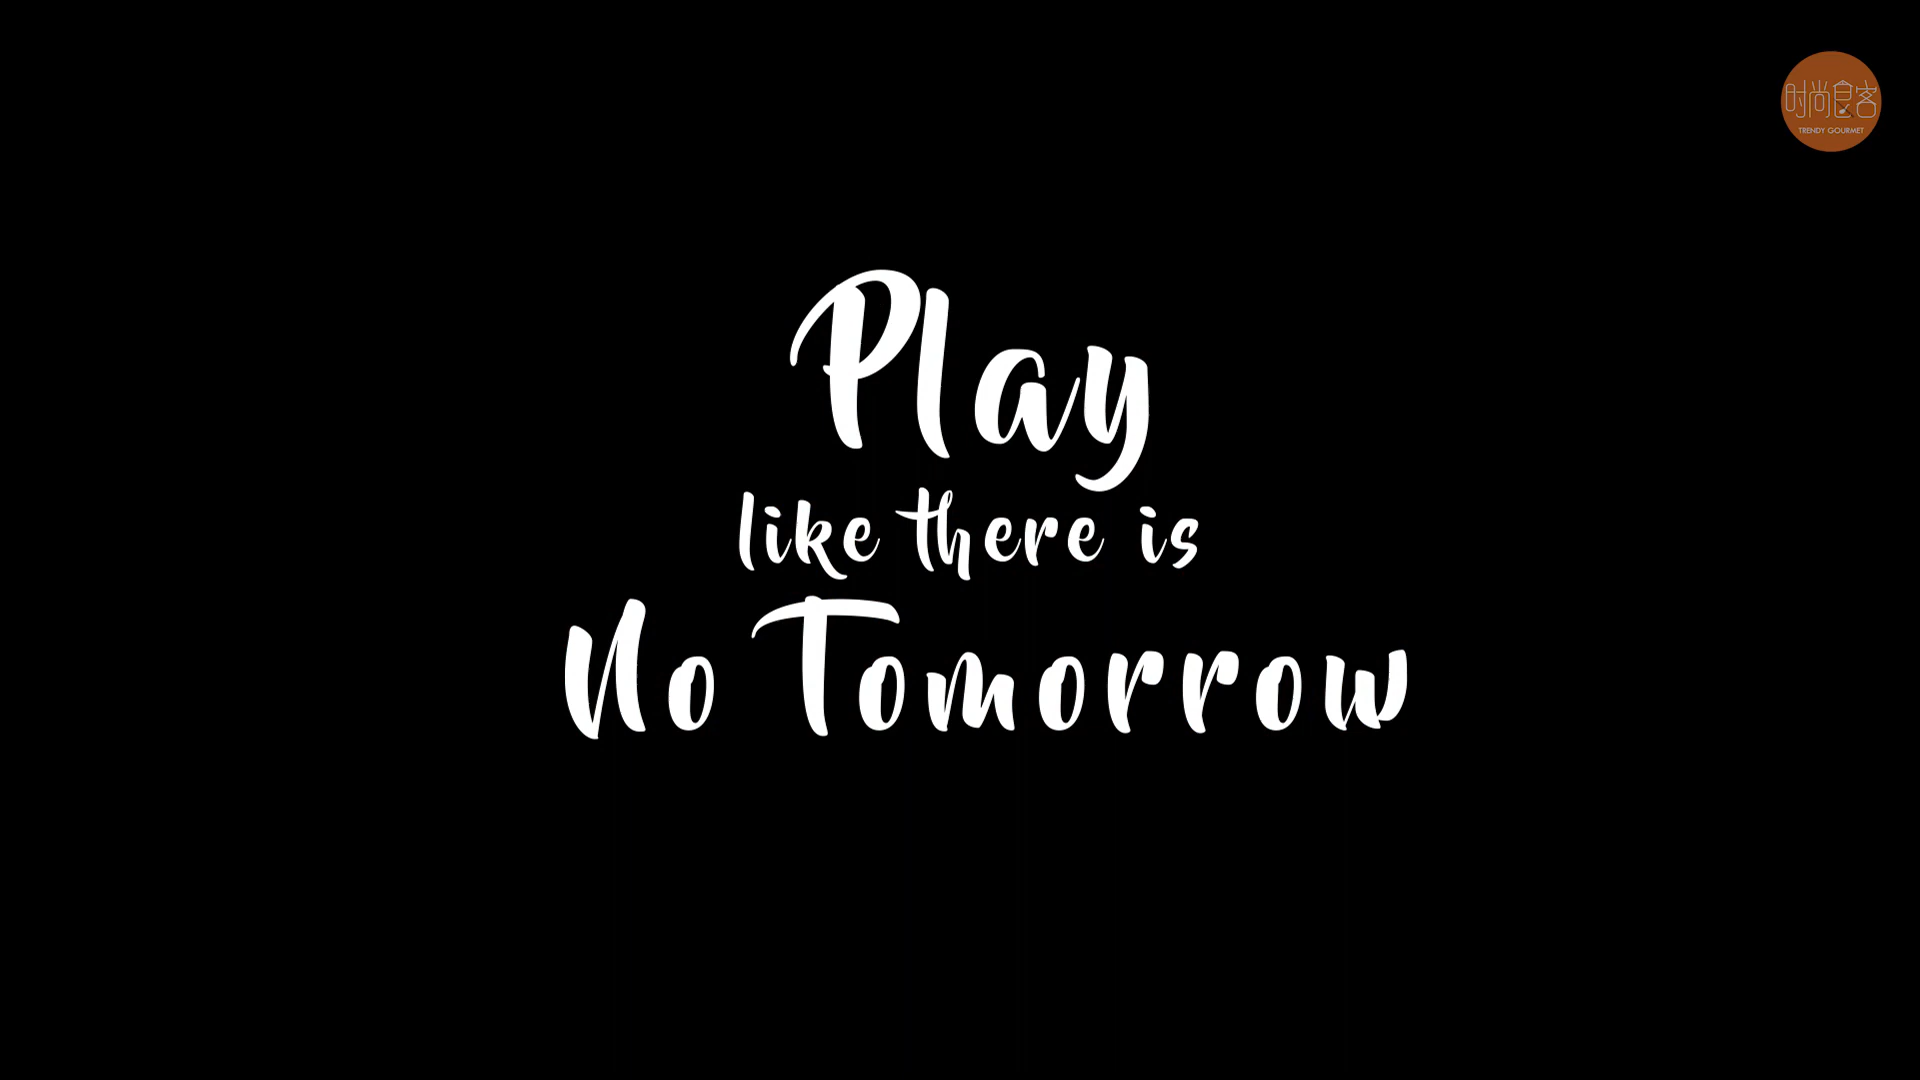 时尚食客
TRENDY GOURMET
Play
like there is
No Tomorrow